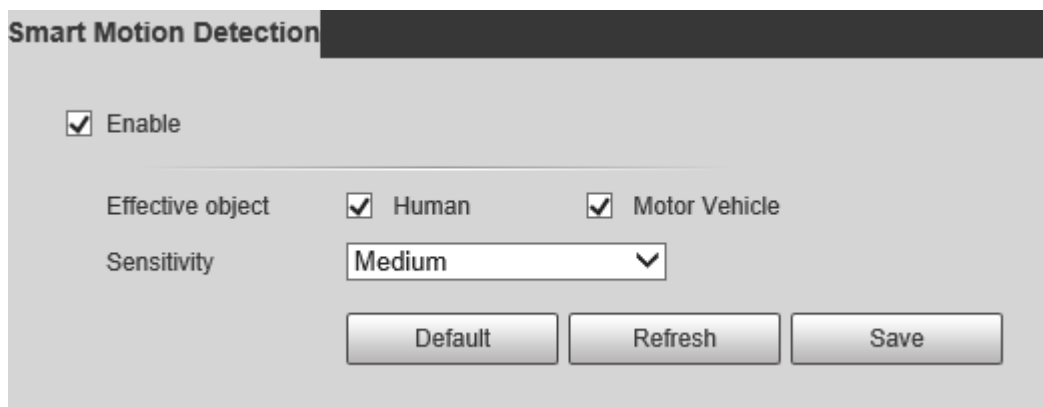 Smart Motion Detection
Enable
Effective object Human Motor Vehicle
Sensitivity Medium
Default Refresh Save